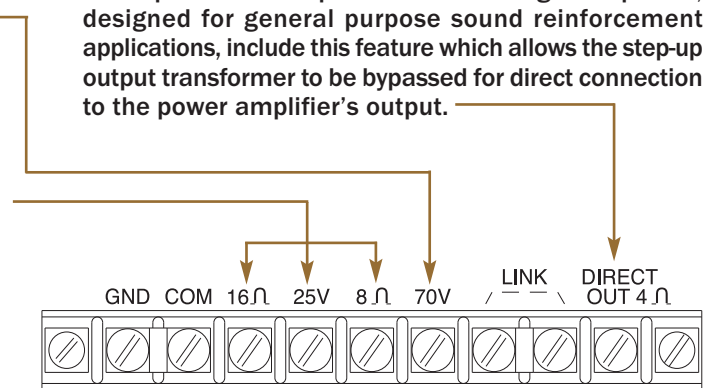 designed for general purpose sound reinforcement
applications, include this feature which allows the step-up
output transformer to be bypassed for direct connection
to the power amplifier’s output.
LINK DIRECT
GND COM 16Ω 25V 8Ω 70V OUT 4Ω